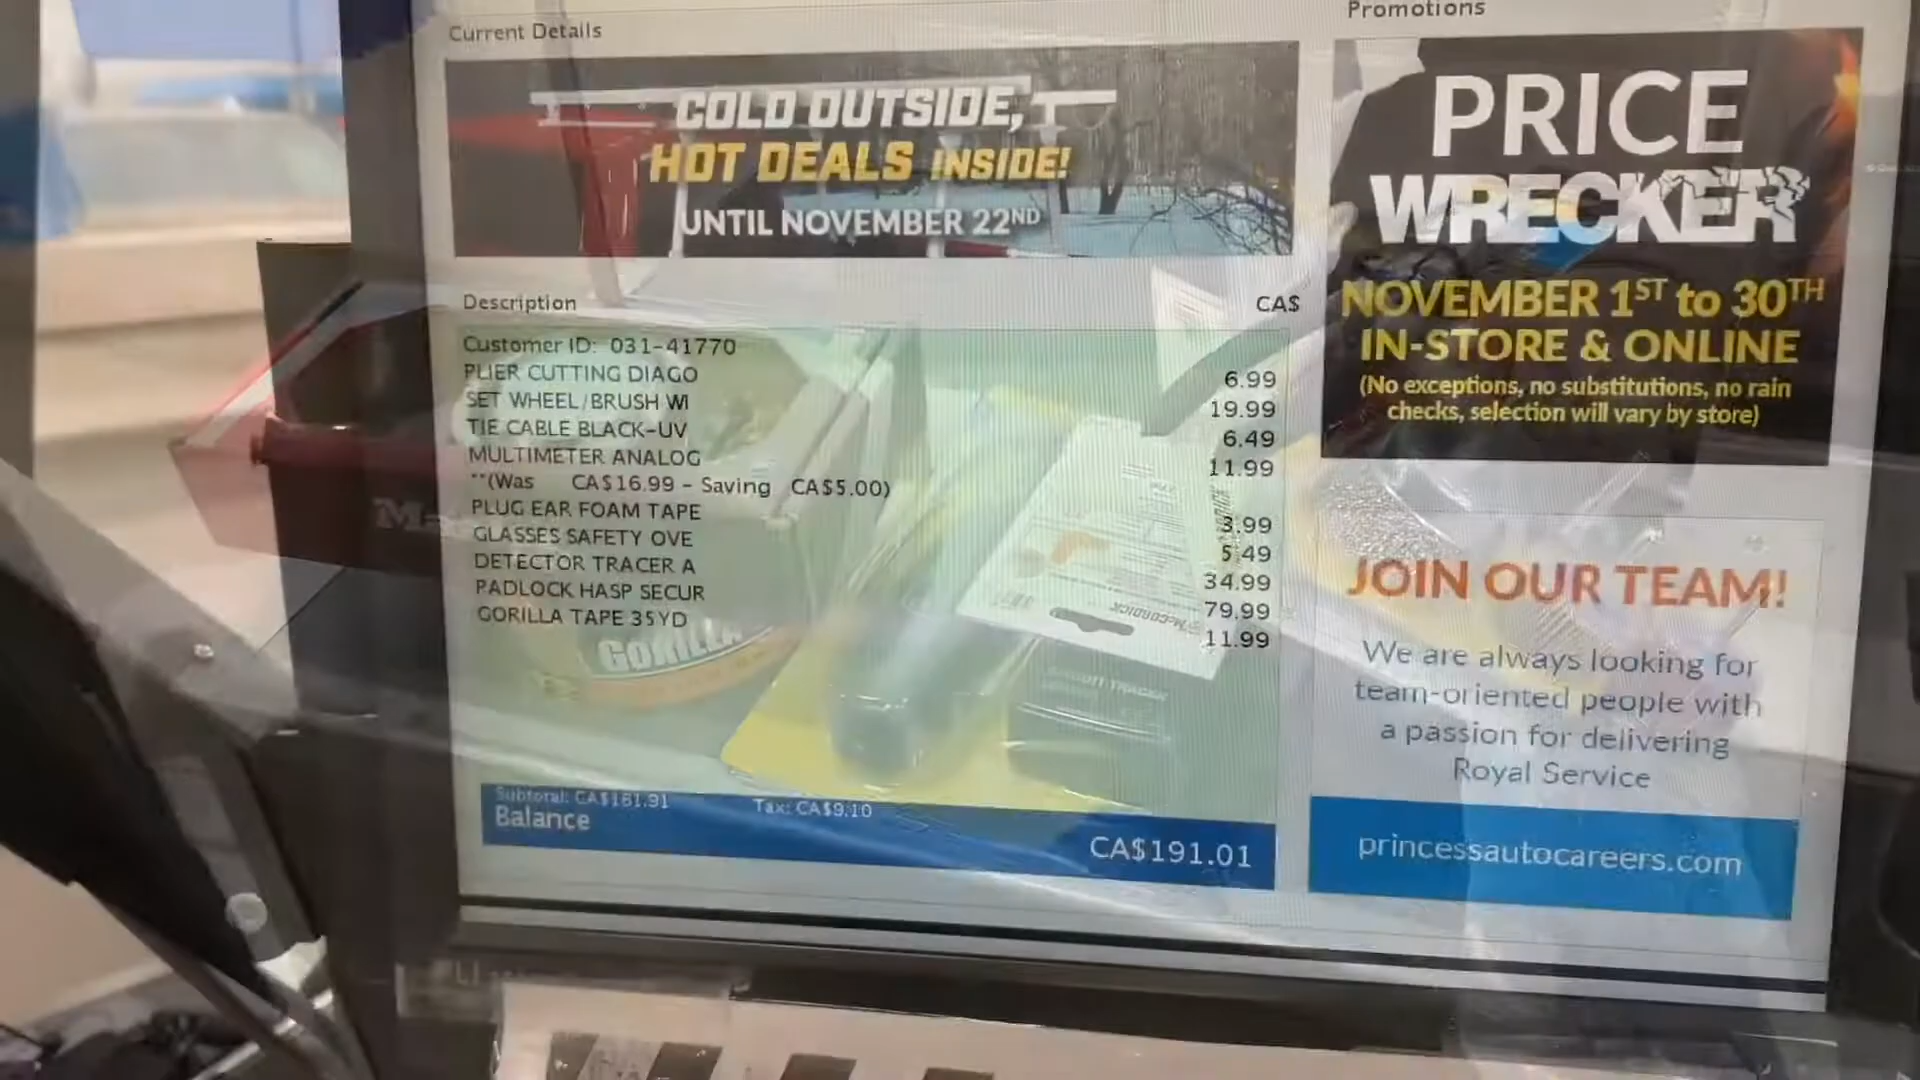 Current Details
COLD OUTSIDE,
HOT DEALS INSIDE!
UNTIL NOVEMBER 22ND
Description CA$
Customer ID: 031-41770
PLIER CUTTING DIAGO 6.99
SET WHEEL/BRUSH WI 19.99
TIE CABLE BLACK-UV 6.49
MULTIMETER ANALOG 11.99
**(Was CA$16.99 - Saving CA$5.00)
PLUG EAR FOAM TAPE 3.99
GLASSES SAFETY OVE 5.49
DETECTOR TRACER A 34.99
PADLOCK HASP SECUR 79.99
GORILLA TAPE 35YD 11.99
GORILLA
McCORDICK
Subtotal: CA$181.91 Tax: CA$9.10
Balance CA$191.01
Promotions
PRICE
WRECKER
NOVEMBER 1ST to 30TH
IN-STORE & ONLINE
(No exceptions, no substitutions, no rain
checks, selection will vary by store)
JOIN OUR TEAM!
We are always looking for
team-oriented people with
a passion for delivering
Royal Service
princessautocareers.com